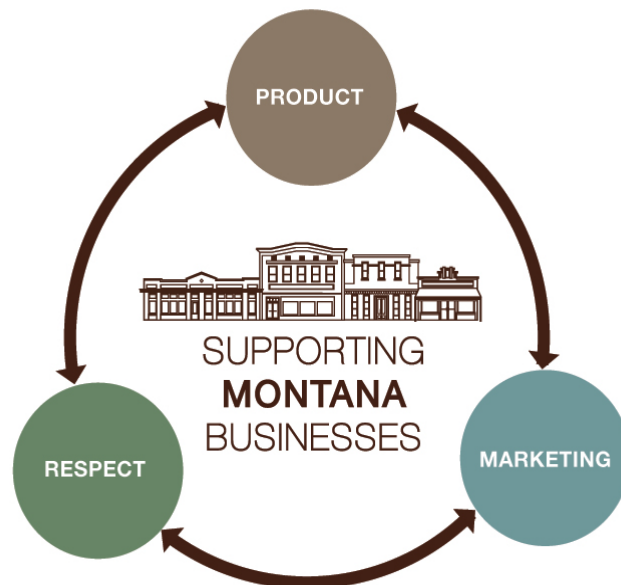 PRODUCT
SUPPORTING
MONTANA
BUSINESSES
RESPECT
MARKETING